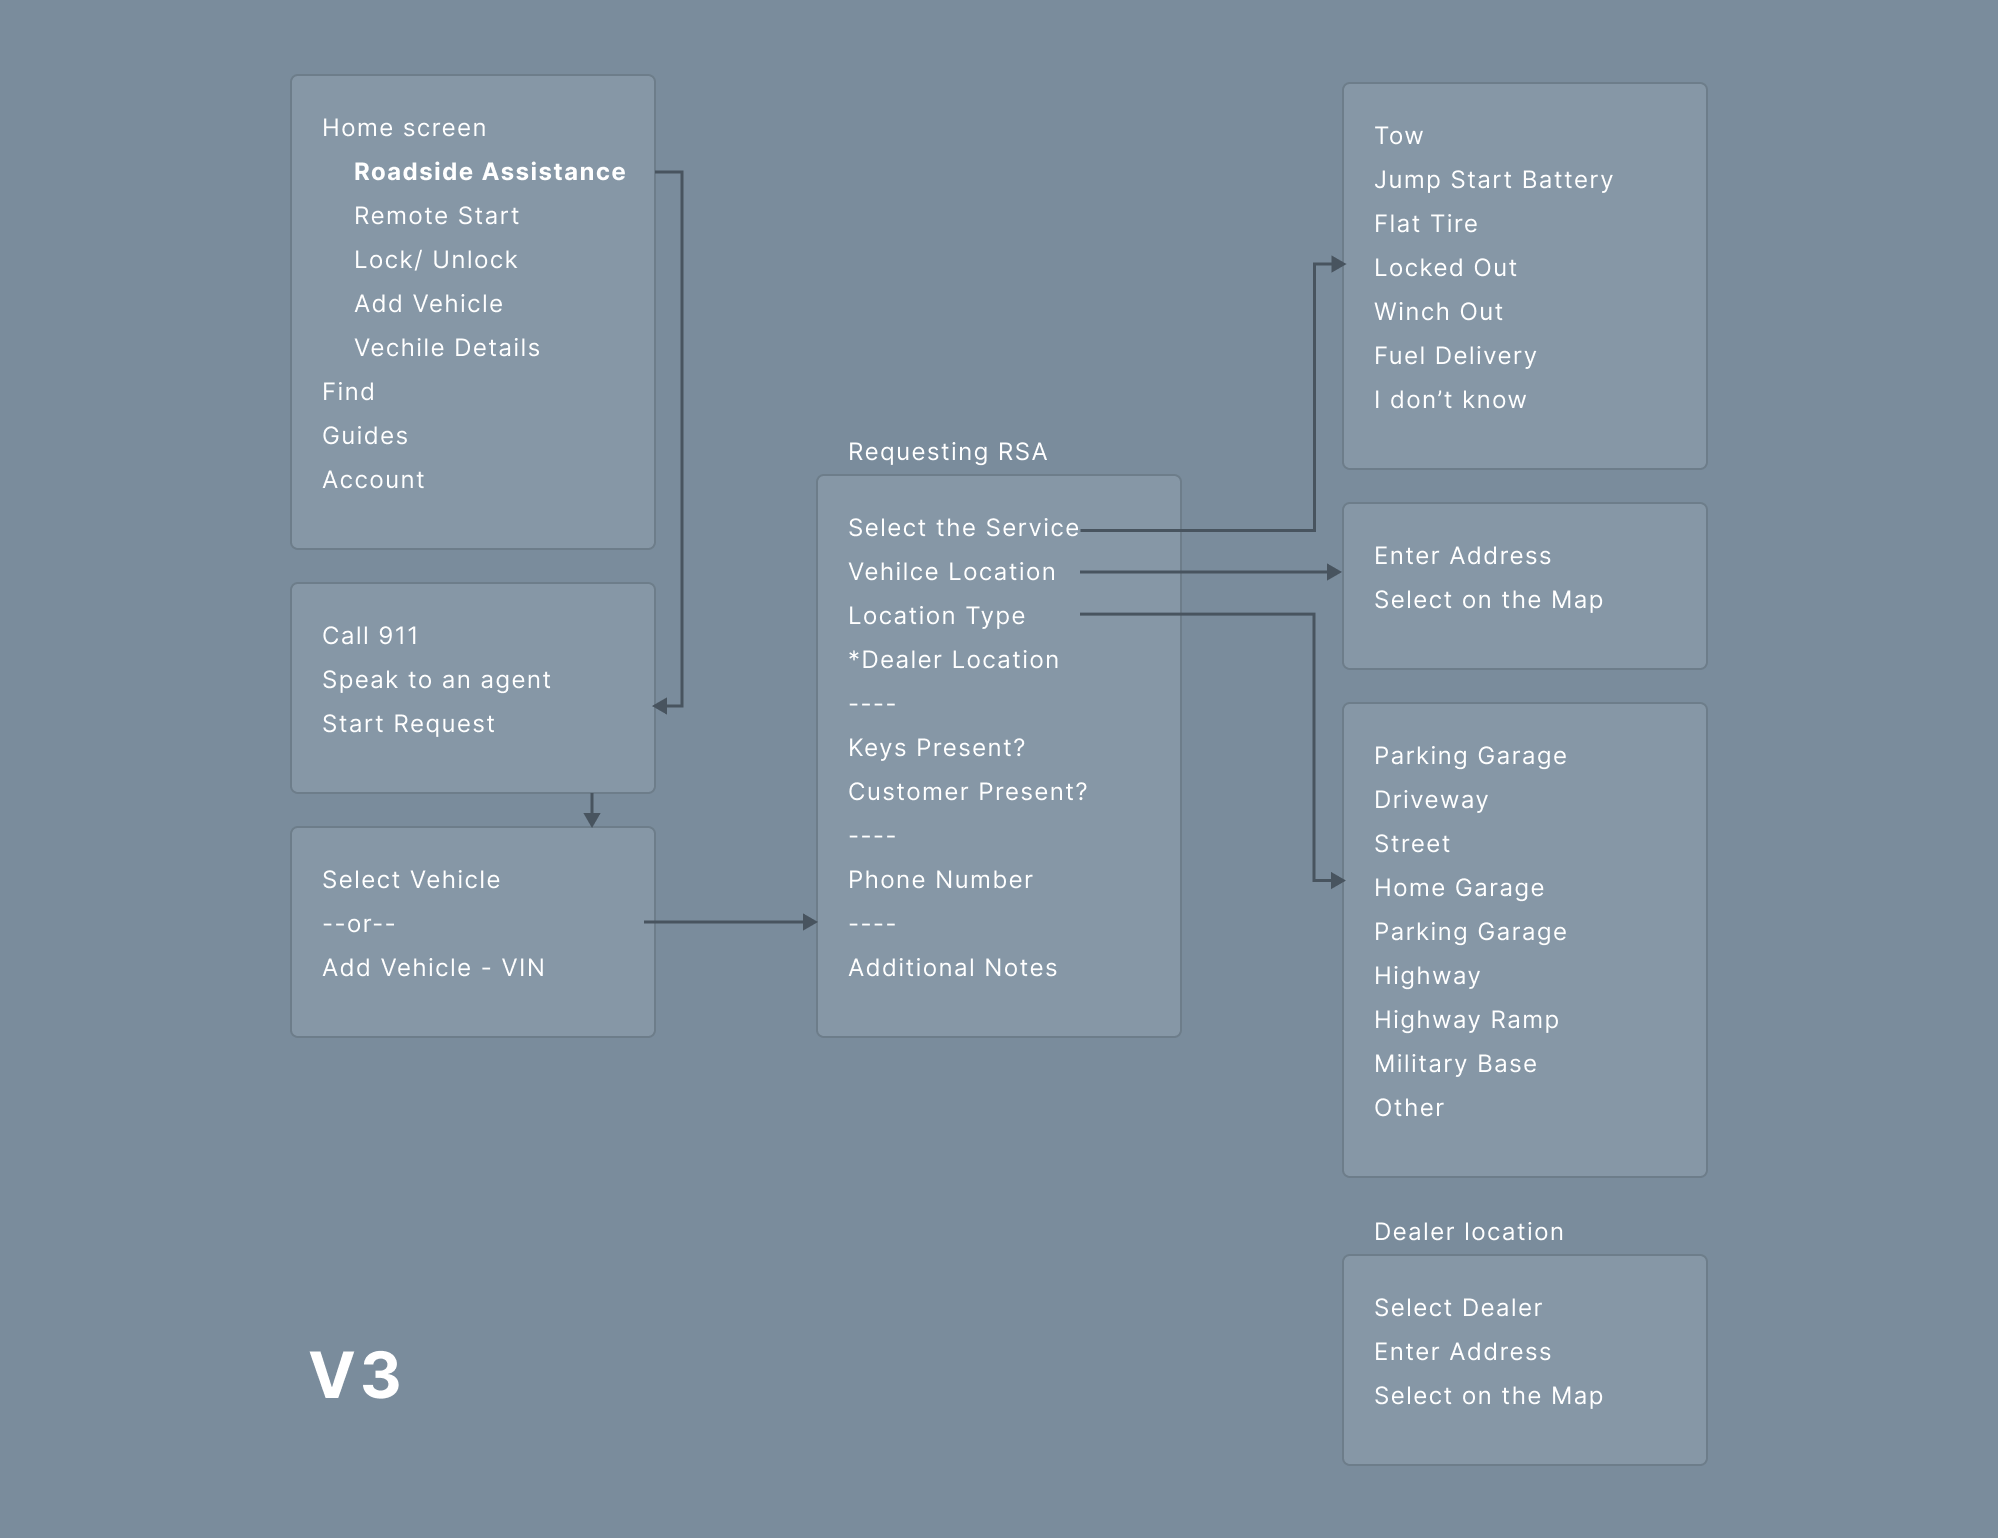 Home screen
Roadside Assistance
Remote Start
Lock/ Unlock
Add Vehicle
Vechile Details
Find
Guides
Account
Call 911
Speak to an agent
Start Request
Select Vehicle
--or--
Add Vehicle - VIN
Requesting RSA
Select the Service
Vehilce Location
Location Type
*Dealer Location
----
Keys Present?
Customer Present?
----
Phone Number
----
Additional Notes
Tow
Jump Start Battery
Flat Tire
Locked Out
Winch Out
Fuel Delivery
I don’t know
Enter Address
Select on the Map
Parking Garage
Driveway
Street
Home Garage
Parking Garage
Highway
Highway Ramp
Military Base
Other
Dealer location
Select Dealer
Enter Address
Select on the Map
V3